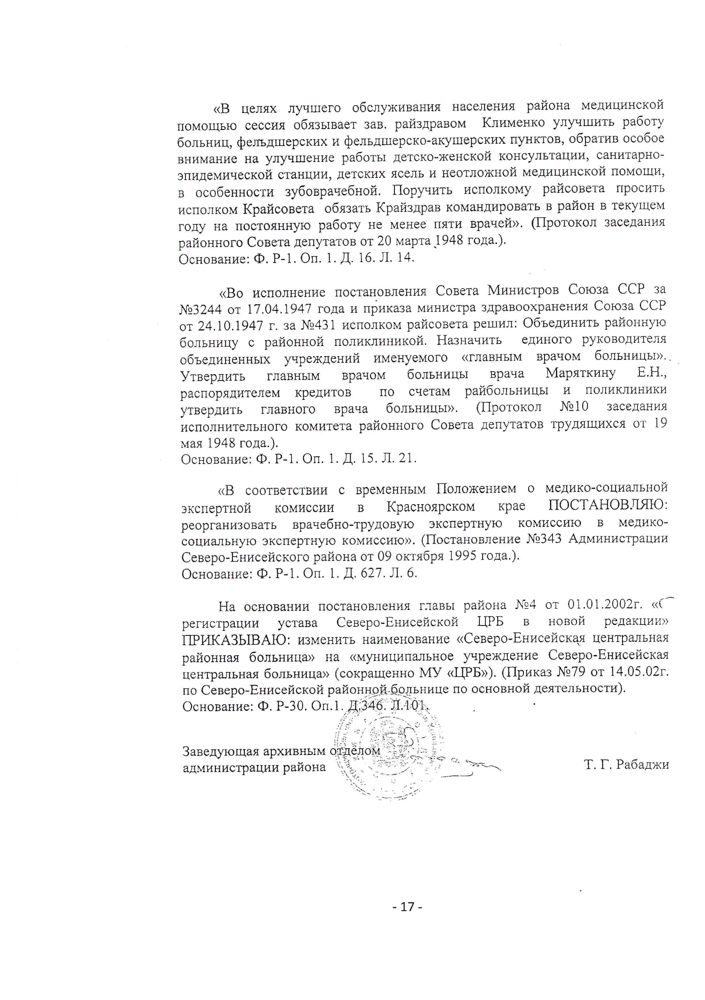 «В целях лучшего обслуживания населения района медицинской
помощью сессия обязывает зав. райздравом Клименко улучшить работу
больниц, фельдшерских и фельдшерско-акушерских пунктов, обратив особое
внимание на улучшение работы детско-женской консультации, санитарно-
эпидемической станции, детских ясель и неотложной медицинской помощи,
в особенности зубоврачебной. Поручить исполкому райсовета просить
исполком Крайсовета обязать Крайздрав командировать в район в текущем
году на постоянную работу не менее пяти врачей». (Протокол заседания
районного Совета депутатов от 20 марта 1948 года.).
Основание: Ф. Р-1. Оп. 1. Д. 16. Л. 14.
«Во исполнение постановления Совета Министров Союза ССР за
№3244 от 17.04.1947 года и приказа министра здравоохранения Союза ССР
от 24.10.1947 г. за №431 исполком райсовета решил: Объединить районную
больницу с районной поликлиникой. Назначить единого руководителя
объединенных учреждений именуемого «главным врачом больницы».
Утвердить главным врачом больницы врача Маряткину Е.Н.,
распорядителем кредитов по счетам райбольницы и поликлиники
утвердить главного врача больницы». (Протокол №10 заседания
исполнительного комитета районного Совета депутатов трудящихся от 19
мая 1948 года.).
Основание: Ф. Р-1. Оп. 1. Д. 15. Л. 21.
«В соответствии с временным Положением о медико-социальной
экспертной комиссии в Красноярском крае ПОСТАНОВЛЯЮ:
реорганизовать врачебно-трудовую экспертную комиссию в медико-
социальную экспертную комиссию». (Постановление №343 Администрации
Северо-Енисейского района от 09 октября 1995 года.).
Основание: Ф. Р-1. Оп. 1. Д. 627. Л. 6.
На основании постановления главы района №4 от 01.01.2002г. «О
регистрации устава Северо-Енисейской ЦРБ в новой редакции»
ПРИКАЗЫВАЮ: изменить наименование «Северо-Енисейская центральная
районная больница» на «муниципальное учреждение Северо-Енисейская
центральная больница» (сокращенно МУ «ЦРБ»). (Приказ №79 от 14.05.02г.
по Северо-Енисейской районной больнице по основной деятельности).
Основание: Ф. Р-30. Оп.1. Д.346. Л.101.
Заведующая архивным отделом
администрации района Т. Г. Рабаджи
- 17 -